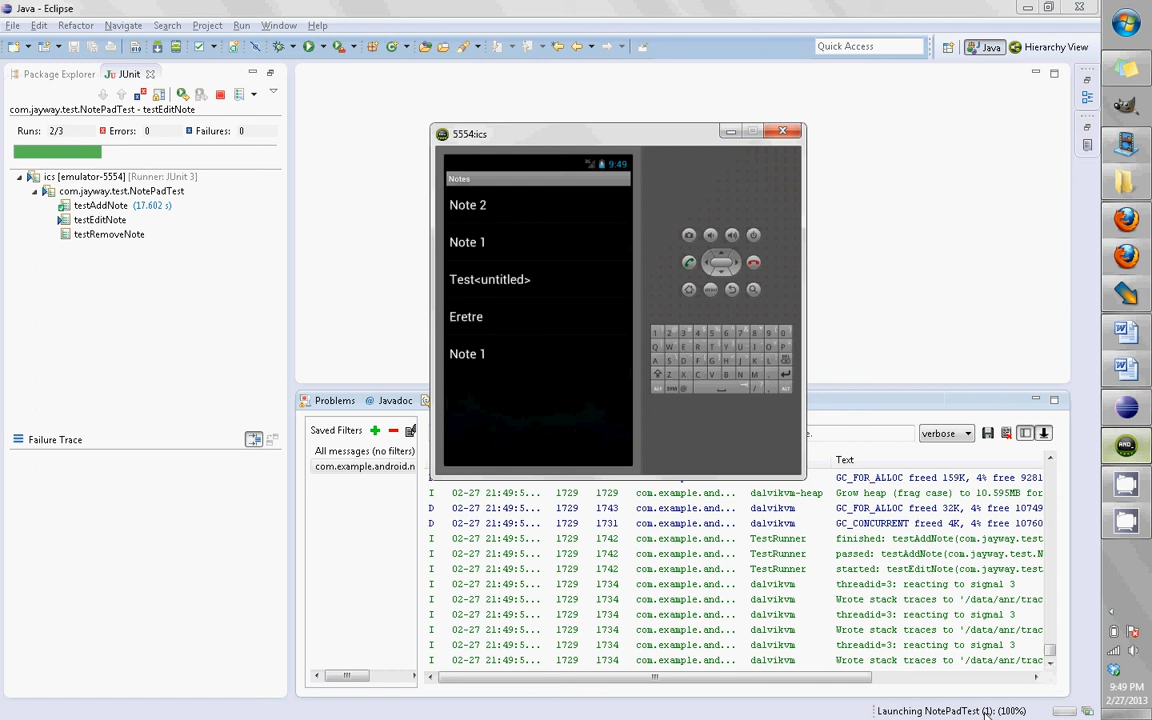 Java - Eclipse
File Edit Refactor Navigate Search Project Run Window Help
Quick Access
Java
Hierarchy View
Package Explorer
JUnit
com.jayway.test.NotePadTest - testEditNote
Runs: 2/3
Errors: 0
Failures: 0
ics [emulator-5554] [Runner: JUnit 3]
com.jayway.test.NotePadTest
testAddNote (17.602 s)
testEditNote
testRemoveNote
Failure Trace
5554:ics
9:49
Notes
Note 2
Note 1
Test<untitled>
Eretre
Note 1
Problems
@ Javadoc
Saved Filters
All messages (no filters)
com.example.android.n
e.
verbose
Text
GC_FOR_ALLOC freed 159K, 4% free 9281
I 02-27 21:49:5... 1729 1729 com.example.and... dalvikvm-heap Grow heap (frag case) to 10.595MB for
D 02-27 21:49:5... 1729 1743 com.example.and... dalvikvm GC_FOR_ALLOC freed 32K, 4% free 10749
D 02-27 21:49:5... 1729 1731 com.example.and... dalvikvm GC_CONCURRENT freed 4K, 4% free 10760
I 02-27 21:49:5... 1729 1742 com.example.and... TestRunner finished: testAddNote(com.jayway.test
I 02-27 21:49:5... 1729 1742 com.example.and... TestRunner passed: testAddNote(com.jayway.test.N
I 02-27 21:49:5... 1729 1742 com.example.and... TestRunner started: testEditNote(com.jayway.test
I 02-27 21:49:5... 1729 1734 com.example.and... dalvikvm threadid=3: reacting to signal 3
I 02-27 21:49:5... 1729 1734 com.example.and... dalvikvm Wrote stack traces to '/data/anr/trac
I 02-27 21:49:5... 1729 1734 com.example.and... dalvikvm threadid=3: reacting to signal 3
I 02-27 21:49:5... 1729 1734 com.example.and... dalvikvm Wrote stack traces to '/data/anr/trac
I 02-27 21:49:5... 1729 1734 com.example.and... dalvikvm threadid=3: reacting to signal 3
I 02-27 21:49:5... 1729 1734 com.example.and... dalvikvm Wrote stack traces to '/data/anr/trac
Launching NotePadTest (1): (100%)
9:49 PM
2/27/2013